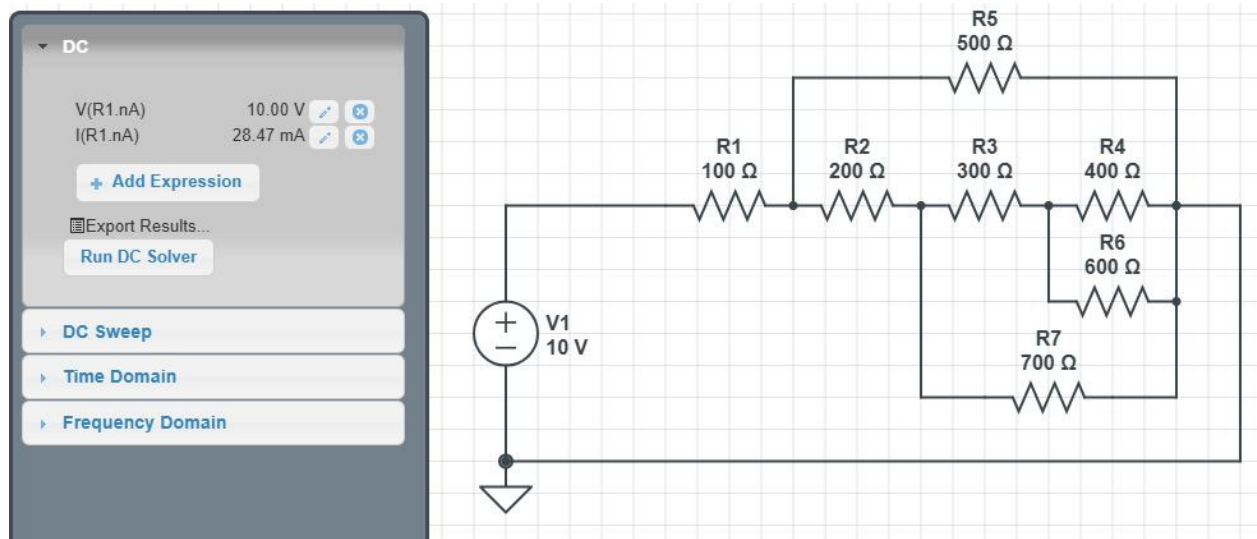 DC
V(R1.nA) 10.00 V
I(R1.nA) 28.47 mA
+ Add Expression
Export Results...
Run DC Solver
DC Sweep
Time Domain
Frequency Domain
R5
500 Ω
R1
100 Ω
R2
200 Ω
R3
300 Ω
R4
400 Ω
R6
600 Ω
V1
10 V
R7
700 Ω